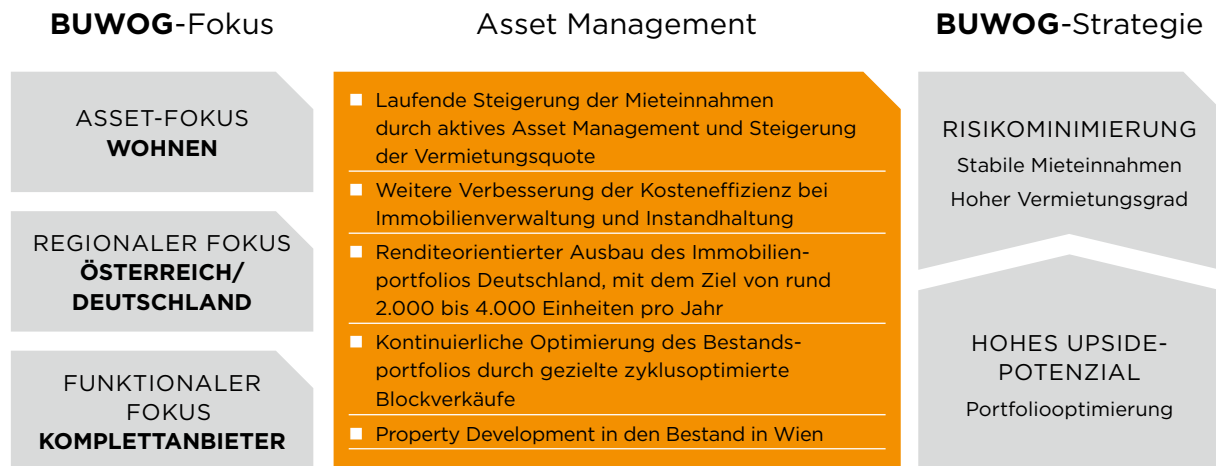 BUWOG-Fokus
ASSET-FOKUS
WOHNEN
REGIONALER FOKUS
ÖSTERREICH/
DEUTSCHLAND
FUNKTIONALER
FOKUS
KOMPLETTANBIETER
Asset Management
Laufende Steigerung der Mieteinnahmen
durch aktives Asset Management und Steigerung
der Vermietungsquote
Weitere Verbesserung der Kosteneffizienz bei
Immobilienverwaltung und Instandhaltung
Renditeorientierter Ausbau des Immobilien-
portfolios Deutschland, mit dem Ziel von rund
2.000 bis 4.000 Einheiten pro Jahr
Kontinuierliche Optimierung des Bestands-
portfolios durch gezielte zyklusoptimierte
Blockverkäufe
Property Development in den Bestand in Wien
BUWOG-Strategie
RISIKOMINIMIERUNG
Stabile Mieteinnahmen
Hoher Vermietungsgrad
HOHES UPSIDE-
POTENZIAL
Portfoliooptimierung